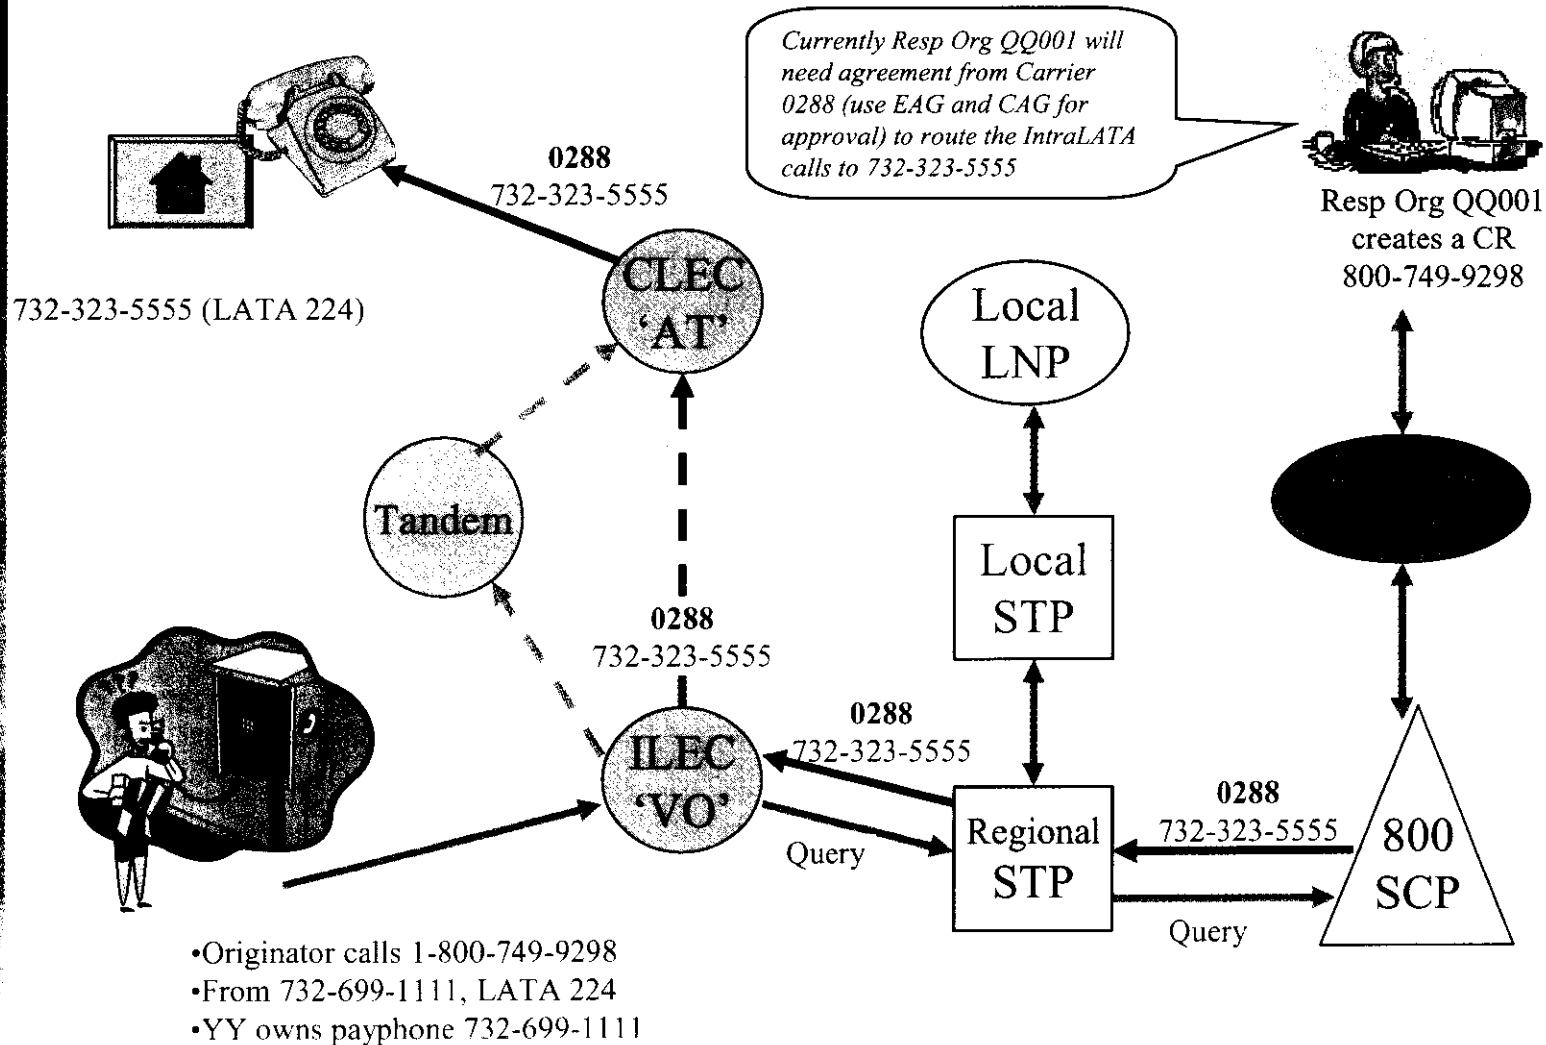 Currently Resp Org QQ001 will
need agreement from Carrier
0288 (use EAG and CAG for
approval) to route the IntraLATA
calls to 732-323-5555
Resp Org QQ001
creates a CR
800-749-9298
0288
732-323-5555
732-323-5555 (LATA 224)
CLEC
‘AT’
Local
LNP
Tandem
Local
STP
0288
732-323-5555
ILEC
‘VO’
0288
732-323-5555
Query
Regional
STP
0288
732-323-5555
Query
800
SCP
•Originator calls 1-800-749-9298
•From 732-699-1111, LATA 224
•YY owns payphone 732-699-1111